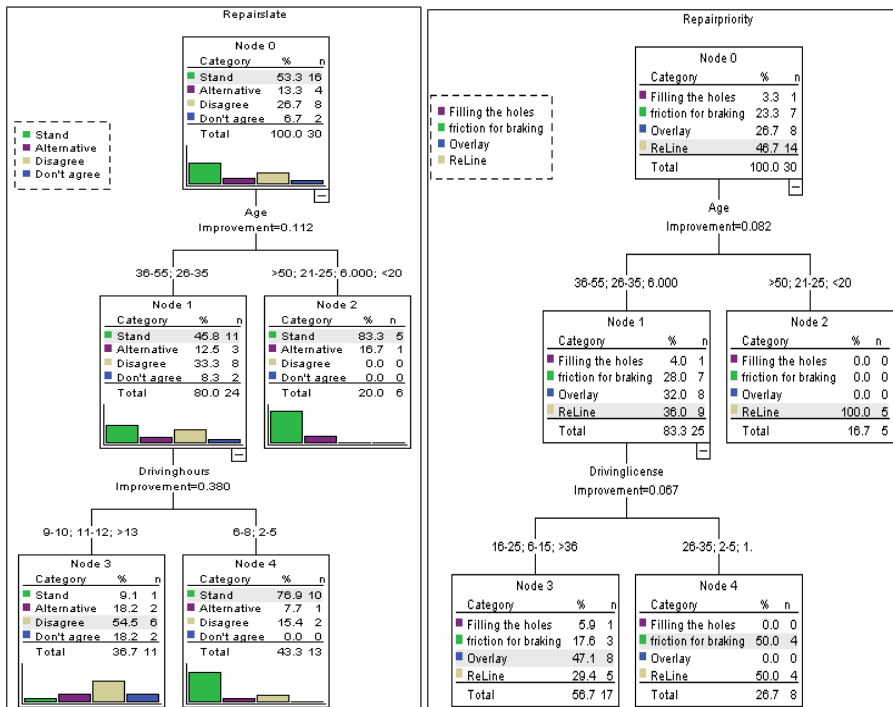 Repairslate
Node 0
Category % n
Stand 53.3 16
Alternative 13.3 4
Disagree 26.7 8
Don't agree 6.7 2
Total 100.0 30
Stand
Alternative
Disagree
Don't agree
Age
Improvement=0.112
36-55; 26-35
>50; 21-25; 6.000; <20
Node 1
Category % n
Stand 45.8 11
Alternative 12.5 3
Disagree 33.3 8
Don't agree 8.3 2
Total 80.0 24
Node 2
Category % n
Stand 83.3 5
Alternative 16.7 1
Disagree 0.0 0
Don't agree 0.0 0
Total 20.0 6
Drivinghours
Improvement=0.380
9-10; 11-12; >13
6-8; 2-5
Node 3
Category % n
Stand 9.1 1
Alternative 18.2 2
Disagree 54.5 6
Don't agree 18.2 2
Total 36.7 11
Node 4
Category % n
Stand 76.9 10
Alternative 7.7 1
Disagree 15.4 2
Don't agree 0.0 0
Total 43.3 13
Repairpriority
Node 0
Category % n
Filling the holes 3.3 1
friction for braking 23.3 7
Overlay 26.7 8
ReLine 46.7 14
Total 100.0 30
Filling the holes
friction for braking
Overlay
ReLine
Age
Improvement=0.082
36-55; 26-35; 6.000
>50; 21-25; <20
Node 1
Category % n
Filling the holes 4.0 1
friction for braking 28.0 7
Overlay 32.0 8
ReLine 36.0 9
Total 83.3 25
Node 2
Category % n
Filling the holes 0.0 0
friction for braking 0.0 0
Overlay 0.0 0
ReLine 100.0 5
Total 16.7 5
Drivinglicense
Improvement=0.067
16-25; 6-15; >36
26-35; 2-5; 1.
Node 3
Category % n
Filling the holes 5.9 1
friction for braking 17.6 3
Overlay 47.1 8
ReLine 29.4 5
Total 56.7 17
Node 4
Category % n
Filling the holes 0.0 0
friction for braking 50.0 4
Overlay 0.0 0
ReLine 50.0 4
Total 26.7 8